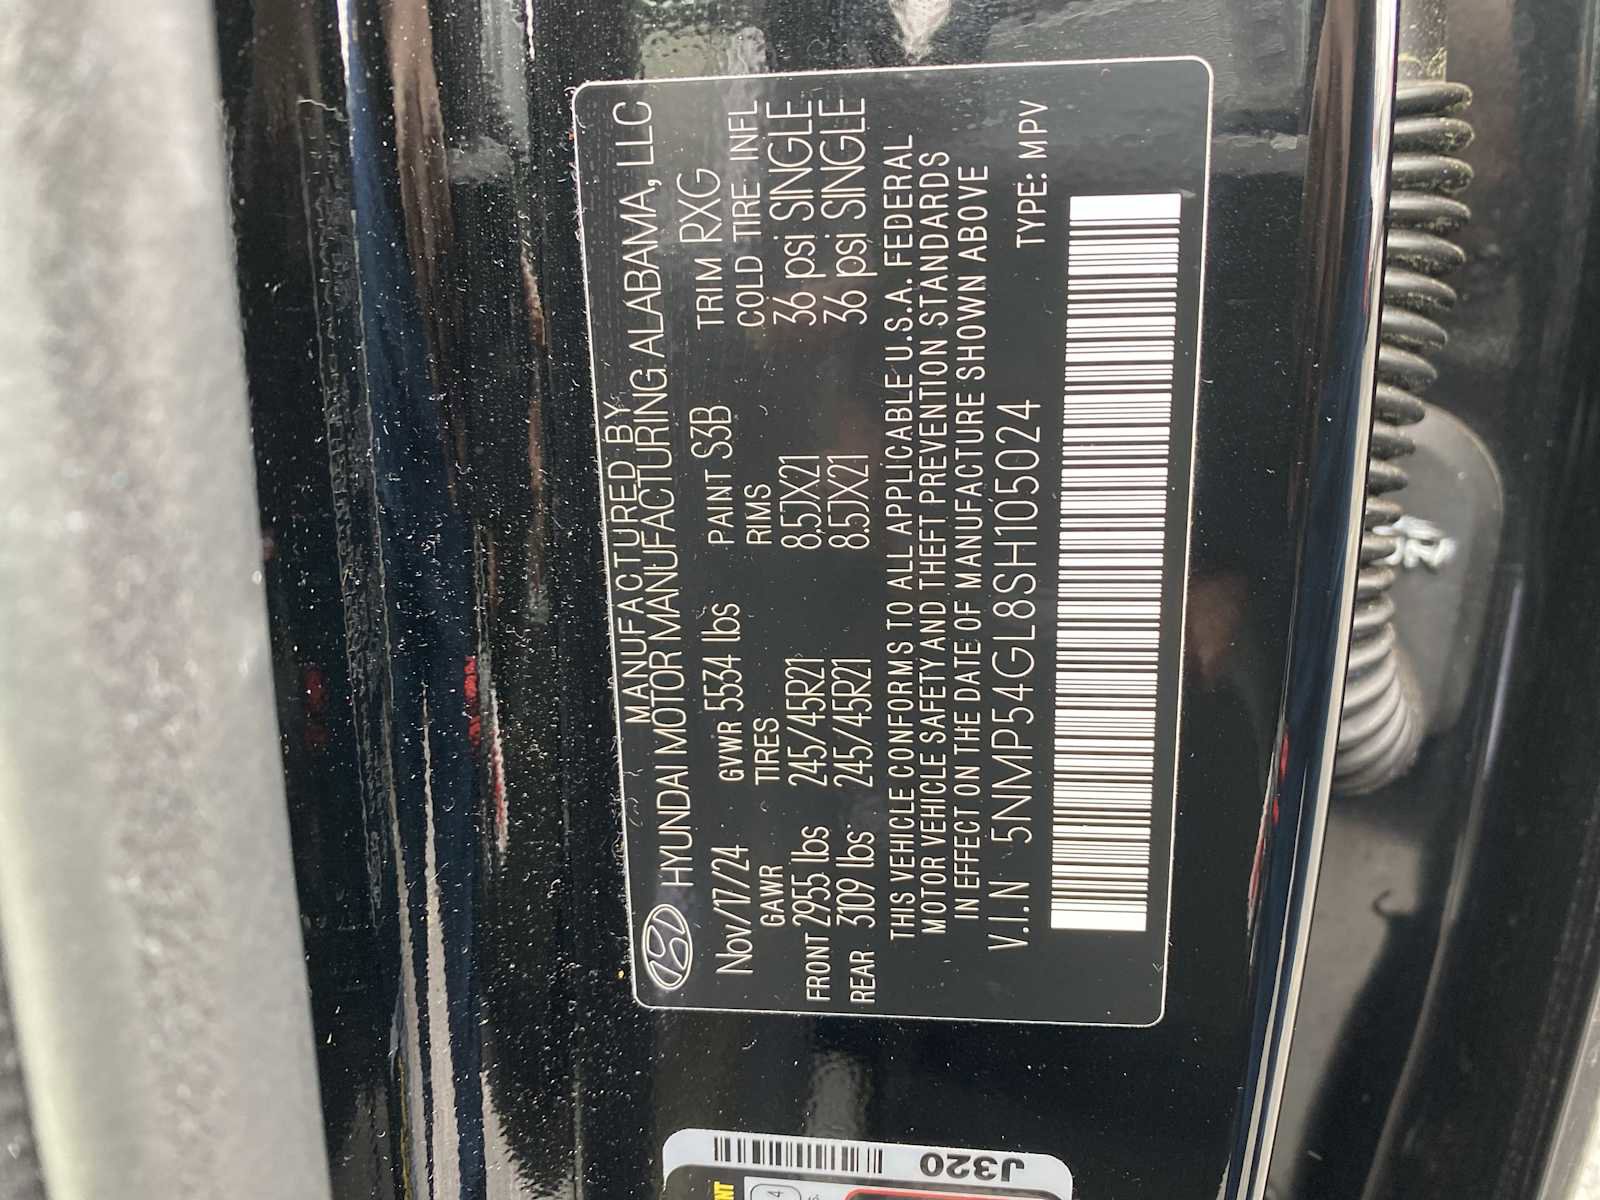 MANUFACTURED BY
HYUNDAI MOTOR MANUFACTURING ALABAMA, LLC
Nov/17/24 GVWR 5534 lbs PAINT S3B TRIM RXG
GAWR TIRES RIMS COLD TIRE INFL
FRONT 2955 lbs 245/45R21 8.5JX21 36 psi SINGLE
REAR 3109 lbs 245/45R21 8.5JX21 36 psi SINGLE
THIS VEHICLE CONFORMS TO ALL APPLICABLE U.S.A. FEDERAL
MOTOR VEHICLE SAFETY AND THEFT PREVENTION STANDARDS
IN EFFECT ON THE DATE OF MANUFACTURE SHOWN ABOVE
V.I.N 5NMP54GL8SH105024 TYPE: MPV
J320